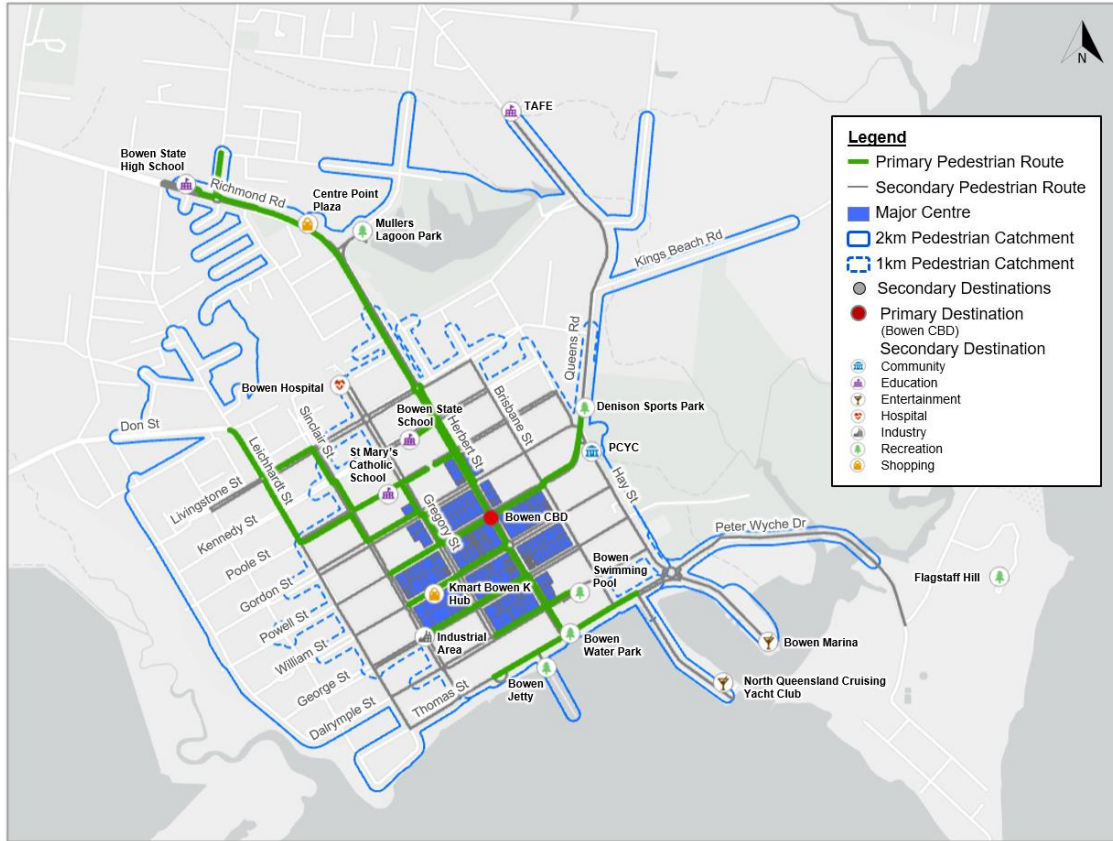 N
TAFE
Bowen State
High School
Richmond Rd
Centre Point
Plaza
Mullers
Lagoon Park
Kings Beach Rd
Queens Rd
Legend
Primary Pedestrian Route
Secondary Pedestrian Route
Major Centre
2km Pedestrian Catchment
1km Pedestrian Catchment
Secondary Destinations
Primary Destination
(Bowen CBD)
Secondary Destination
Community
Education
Entertainment
Hospital
Industry
Recreation
Shopping
Bowen Hospital
Brisbane St
Denison Sports Park
Bowen State
School
Don St
Sinclair St
Herbert St
PCYC
Leichhardt St
St Mary's
Catholic
School
Hay St
Livingstone St
Gregory St
Bowen CBD
Kennedy St
Peter Wyche Dr
Poole St
Bowen
Swimming
Pool
Flagstaff Hill
Gordon St
Kmart Bowen K
Hub
Powell St
Industrial
Area
Bowen
Water Park
Bowen Marina
William St
George St
Bowen
Jetty
North Queensland Cruising
Yacht Club
Thomas St
Dalrymple St